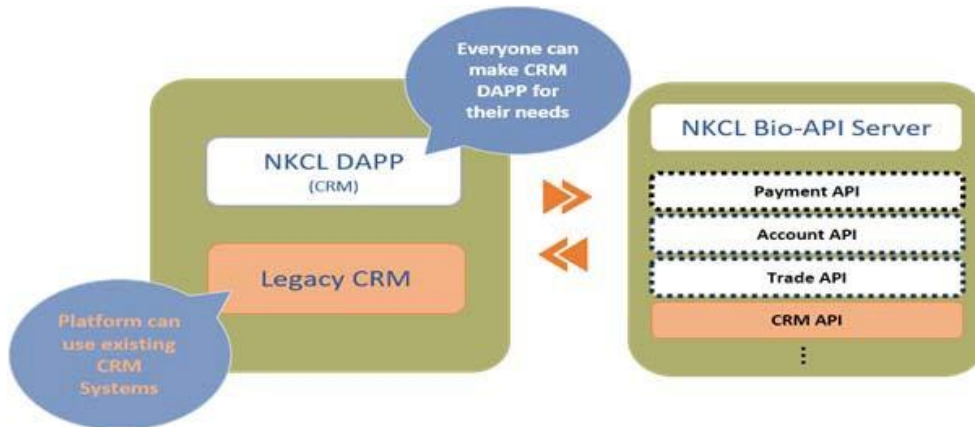 Everyone can
make CRM
DAPP for
their needs
NKCL DAPP
(CRM)
Legacy CRM
Platform can
use existing
CRM
Systems
NKCL Bio-API Server
Payment API
Account API
Trade API
CRM API
⋮